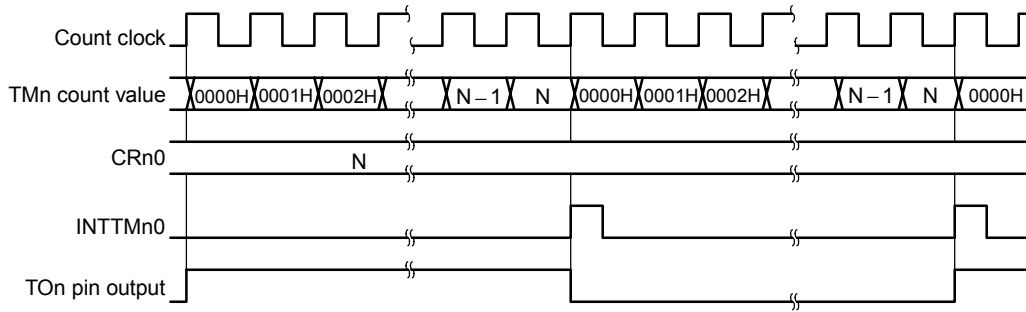 Count clock
TMn count value 0000H 0001H 0002H N – 1 N 0000H 0001H 0002H N – 1 N 0000H
CRn0 N
INTTMn0
TOn pin output